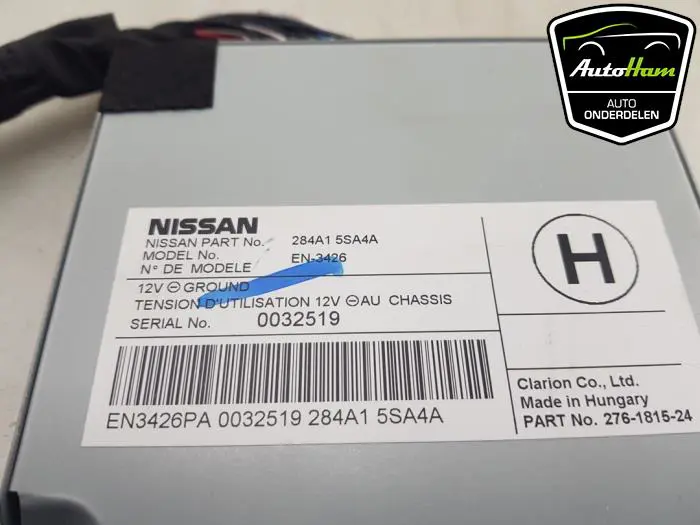 AutoHam
AUTO
ONDERDELEN
NISSAN
NISSAN PART No. 284A1 5SA4A
MODEL No. EN-3426
N° DE MODELE
12V ⊖ GROUND
TENSION D'UTILISATION 12V ⊖ AU CHASSIS
SERIAL No. 0032519
EN3426PA 0032519 284A1 5SA4A
H
Clarion Co., Ltd.
Made in Hungary
PART No. 276-1815-24